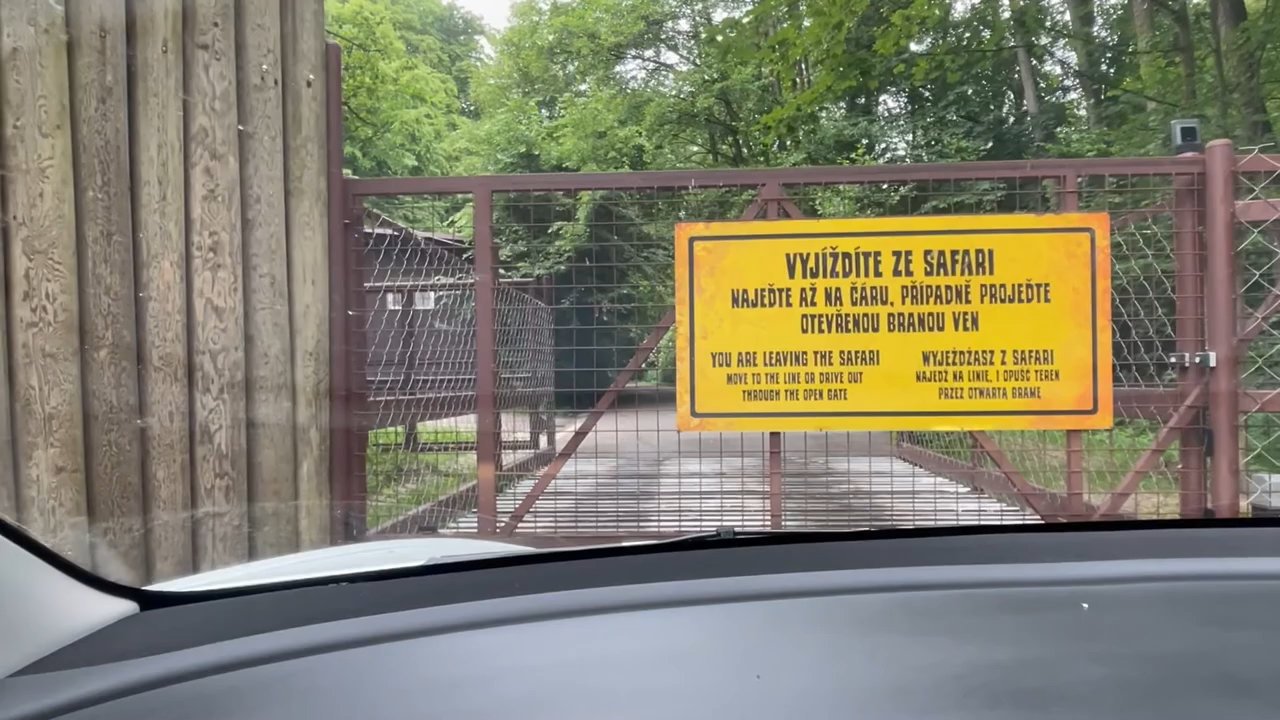 VYJÍŽDÍTE ZE SAFARI
NAJEĎTE AŽ NA ČÁRU, PŘÍPADNĚ PROJEĎTE
OTEVŘENOU BRANOU VEN
YOU ARE LEAVING THE SAFARI
MOVE TO THE LINE OR DRIVE OUT
THROUGH THE OPEN GATE
WYJEŻDŻASZ Z SAFARI
NAJEDŹ NA LINIE, I OPUŚĆ TEREN
PRZEZ OTWARTĄ BRAMĘ